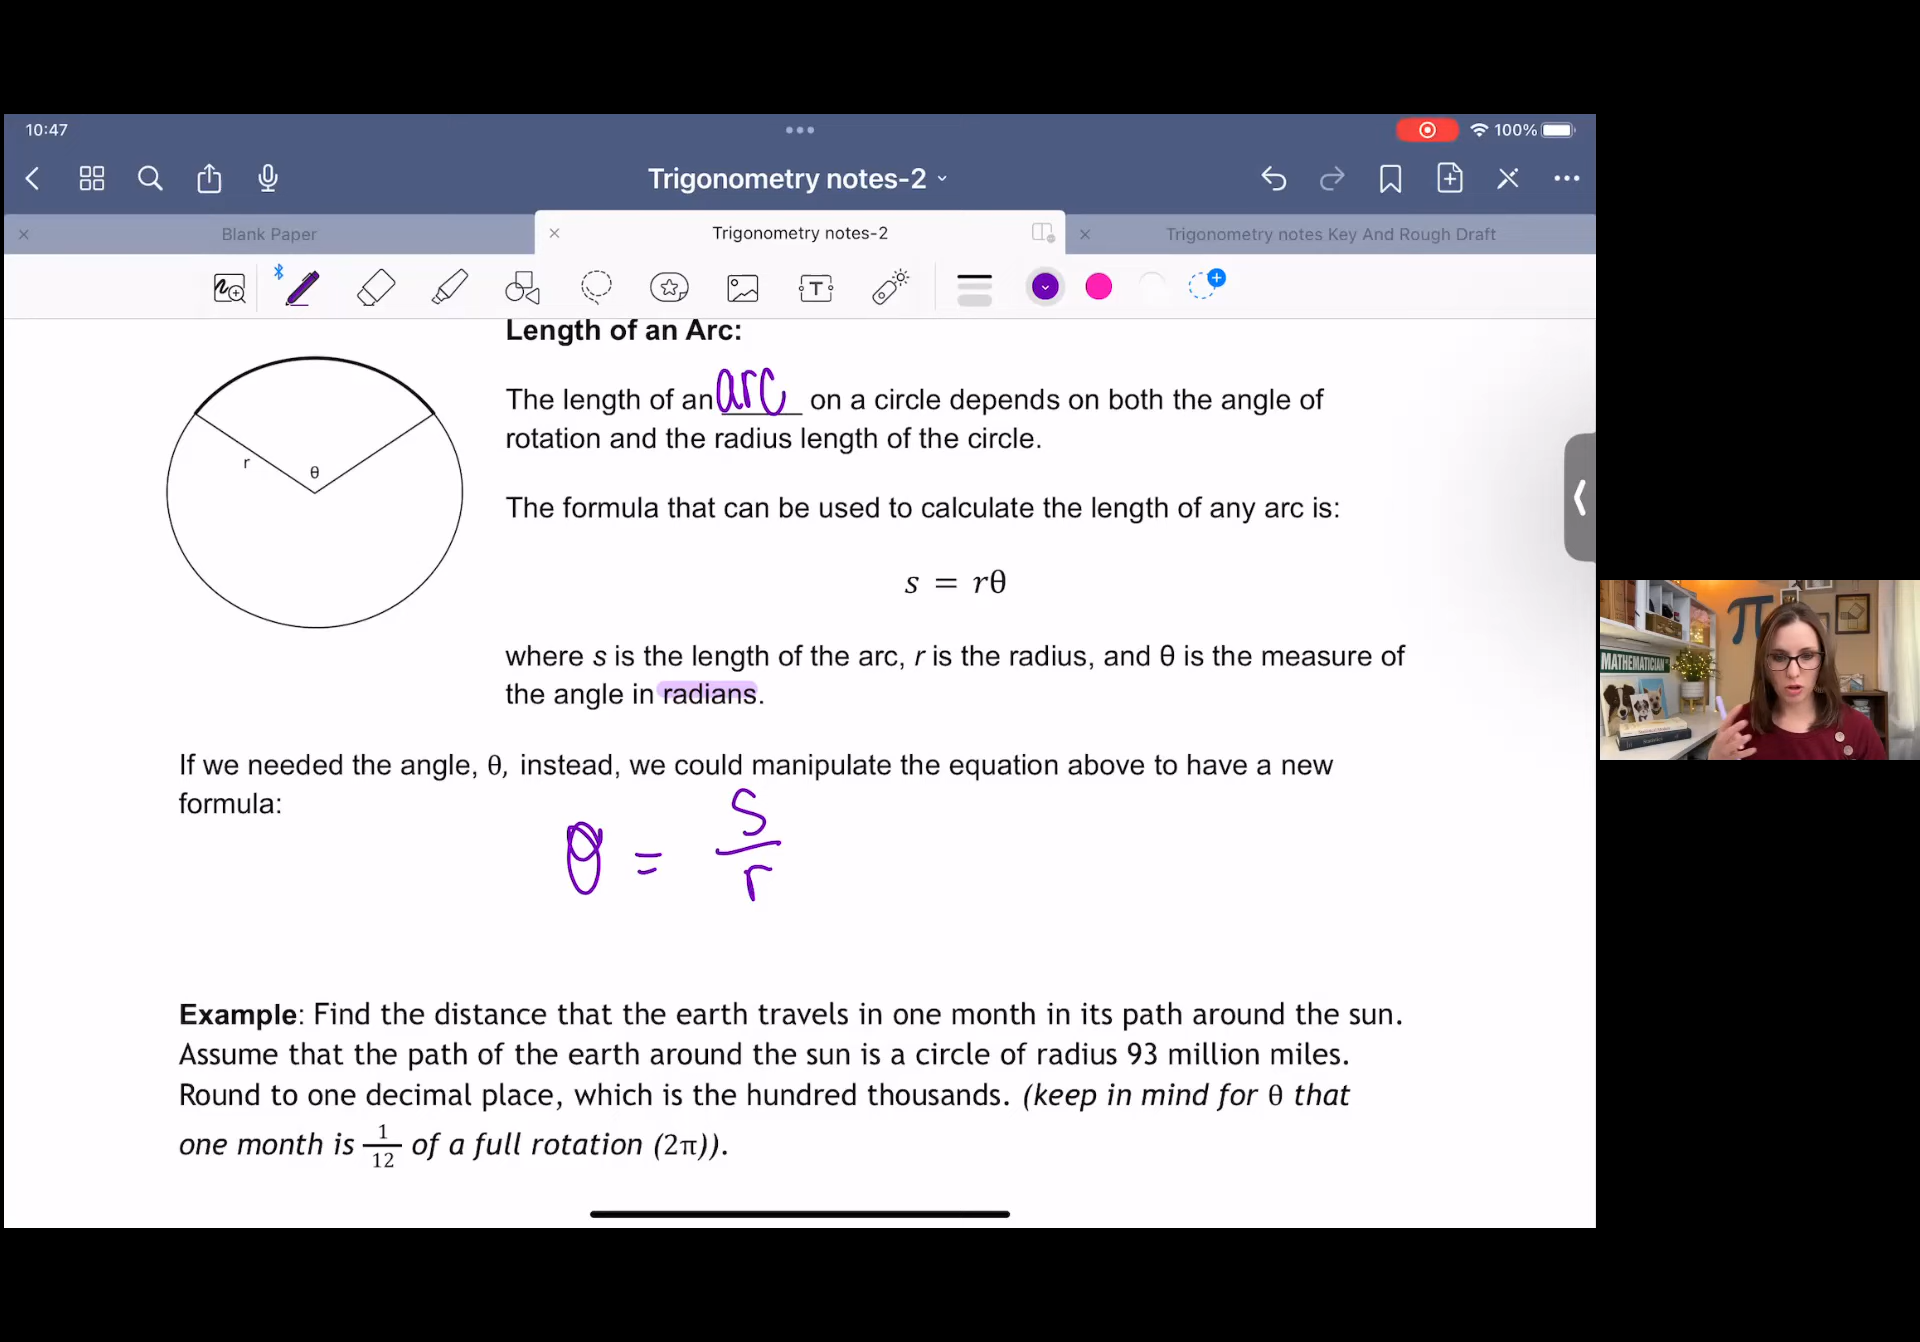 10:47
100%
Trigonometry notes-2
Blank Paper
Trigonometry notes-2
Trigonometry notes Key And Rough Draft
T
Length of an Arc:
The length of an arc on a circle depends on both the angle of
rotation and the radius length of the circle.
r
θ
The formula that can be used to calculate the length of any arc is:
s = rθ
where s is the length of the arc, r is the radius, and θ is the measure of
the angle in radians.
If we needed the angle, θ, instead, we could manipulate the equation above to have a new
formula:
θ = s/r
Example: Find the distance that the earth travels in one month in its path around the sun.
Assume that the path of the earth around the sun is a circle of radius 93 million miles.
Round to one decimal place, which is the hundred thousands. (keep in mind for θ that
one month is 1/12 of a full rotation (2π)).
π
MATHEMATICIAN